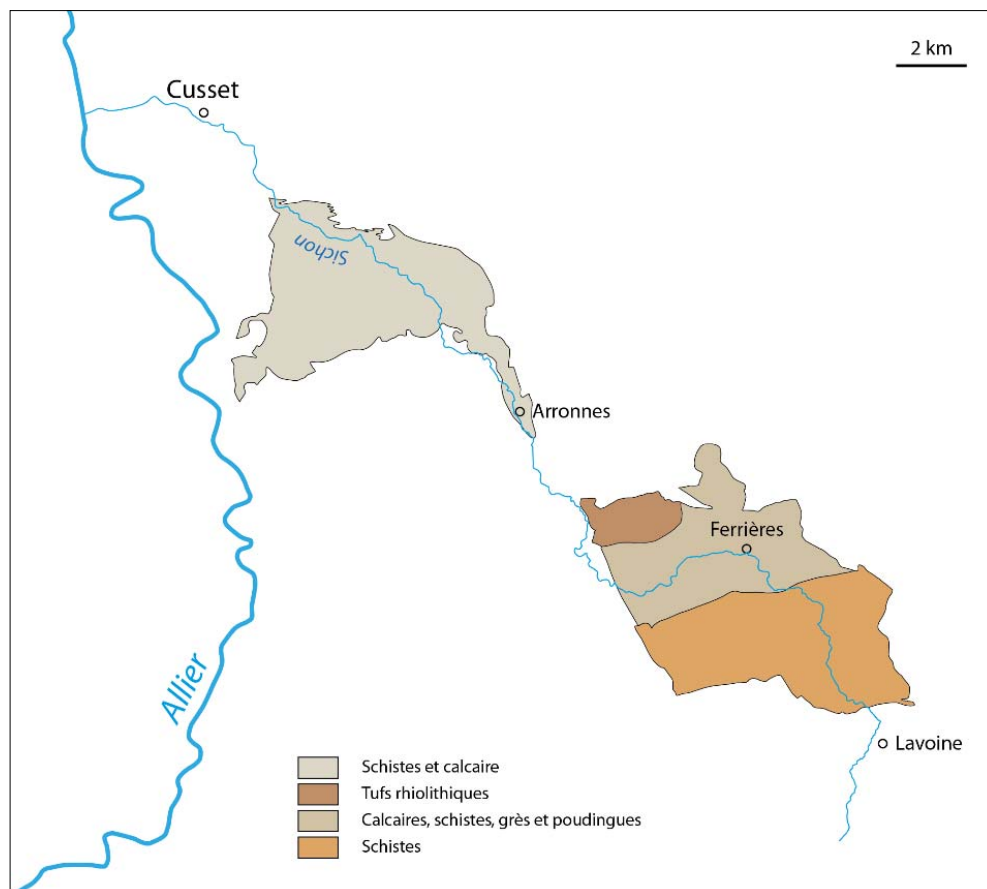 2 km
Cusset
Sichon
Arronnes
Ferrières
Allier
Lavoine
Schistes et calcaire
Tufs rhiolithiques
Calcaires, schistes, grès et poudingues
Schistes